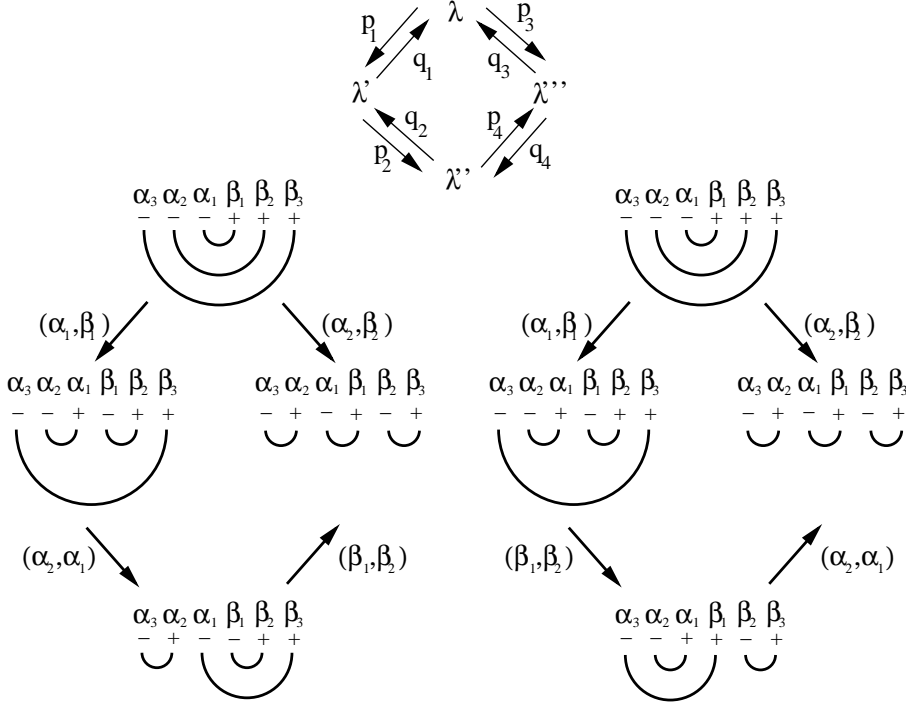 p₁ λ p₃
q₁ q₃
λ' λ'''
q₂ p₄
p₂ q₄
λ''
α₃ α₂ α₁ β₁ β₂ β₃ α₃ α₂ α₁ β₁ β₂ β₃
− − − + + + − − − + + +
(α₁,β₁) (α₂,β₂) (α₁,β₁) (α₂,β₂)
α₃ α₂ α₁ β₁ β₂ β₃ α₃ α₂ α₁ β₁ β₂ β₃ α₃ α₂ α₁ β₁ β₂ β₃ α₃ α₂ α₁ β₁ β₂ β₃
− − + − + + − + − + − + − − + − + + − + − + − +
(α₂,α₁) (β₁,β₂) (β₁,β₂) (α₂,α₁)
α₃ α₂ α₁ β₁ β₂ β₃ α₃ α₂ α₁ β₁ β₂ β₃
− + − − + + − − + + − +